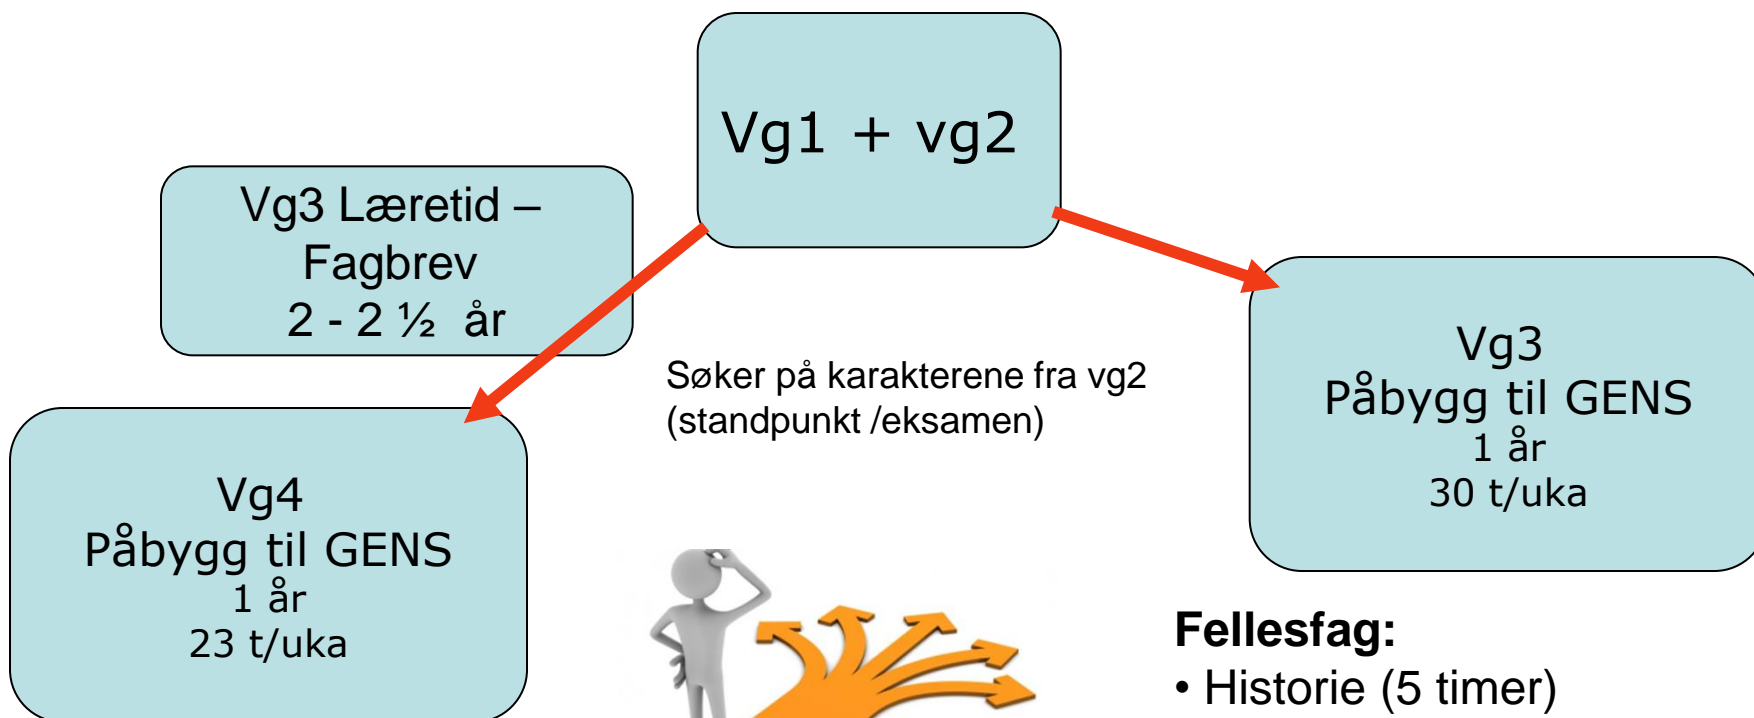 Vg1 + vg2
Vg3 Læretid –
Fagbrev
2 - 2 ½ år
Søker på karakterene fra vg2
(standpunkt /eksamen)
Vg3
Påbygg til GENS
1 år
30 t/uka
Vg4
Påbygg til GENS
1 år
23 t/uka
Fellesfag:
• Historie (5 timer)